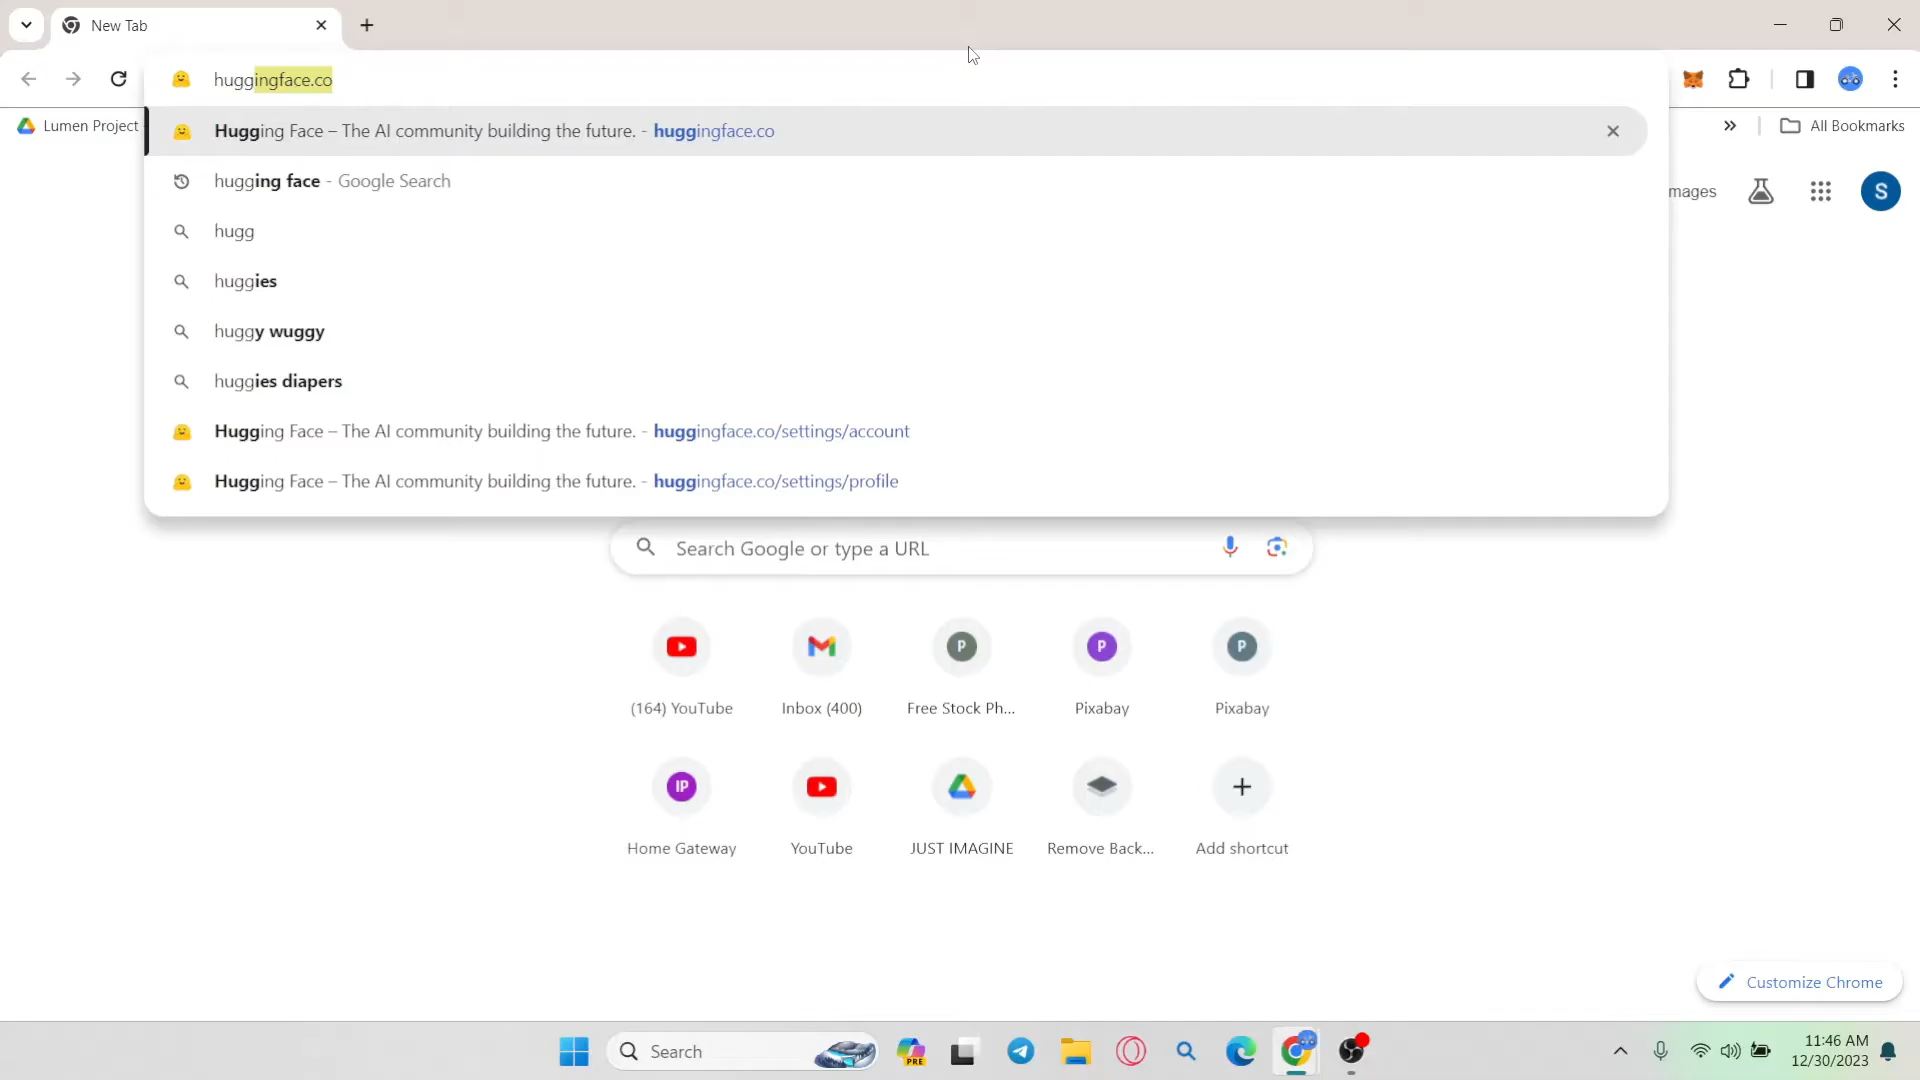 New Tab
huggingface.co
Lumen Project
Hugging Face – The AI community building the future. - huggingface.co
All Bookmarks
hugging face - Google Search
mages
S
hugg
huggies
huggy wuggy
huggies diapers
Hugging Face – The AI community building the future. - huggingface.co/settings/account
Hugging Face – The AI community building the future. - huggingface.co/settings/profile
Search Google or type a URL
P
P
P
(164) YouTube
Inbox (400)
Free Stock Ph...
Pixabay
Pixabay
IP
Home Gateway
YouTube
JUST IMAGINE
Remove Back...
Add shortcut
Customize Chrome
Search
PRE
11:46 AM
12/30/2023